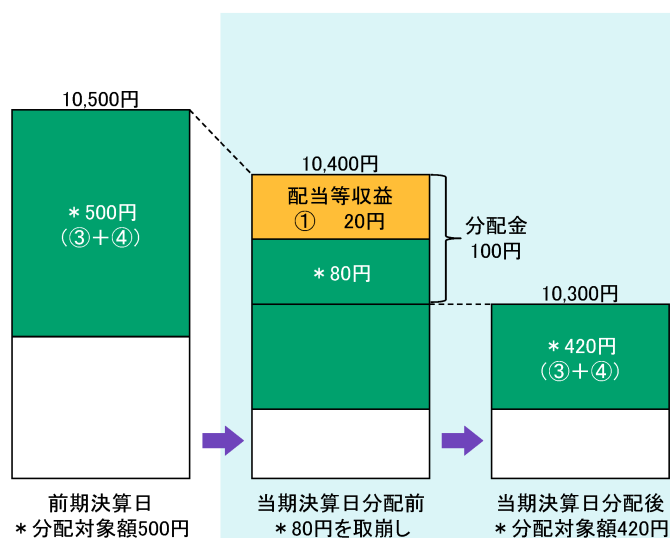 10,500円
＊500円
（③＋④）
前期決算日
＊分配対象額500円
10,400円
配当等収益
① 20円
＊80円
分配金
100円
当期決算日分配前
＊80円を取崩し
10,300円
＊420円
（③＋④）
当期決算日分配後
＊分配対象額420円